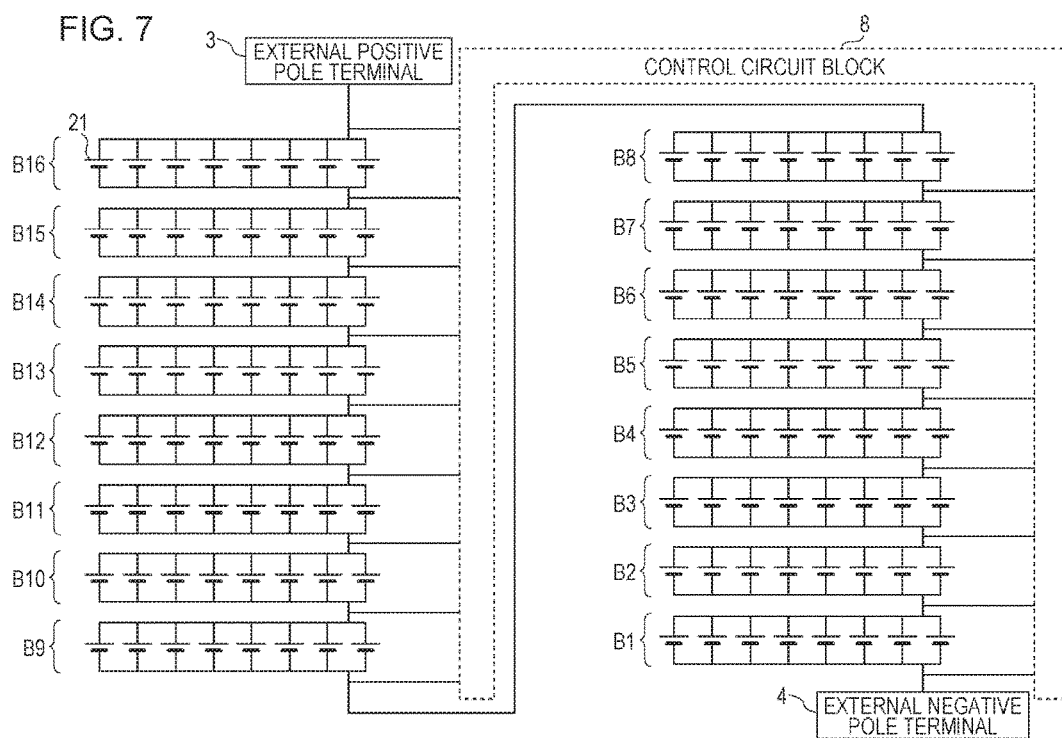 FIG. 7
3
EXTERNAL POSITIVE
POLE TERMINAL
8
CONTROL CIRCUIT BLOCK
21
B16
B15
B14
B13
B12
B11
B10
B9
B8
B7
B6
B5
B4
B3
B2
B1
4
EXTERNAL NEGATIVE
POLE TERMINAL